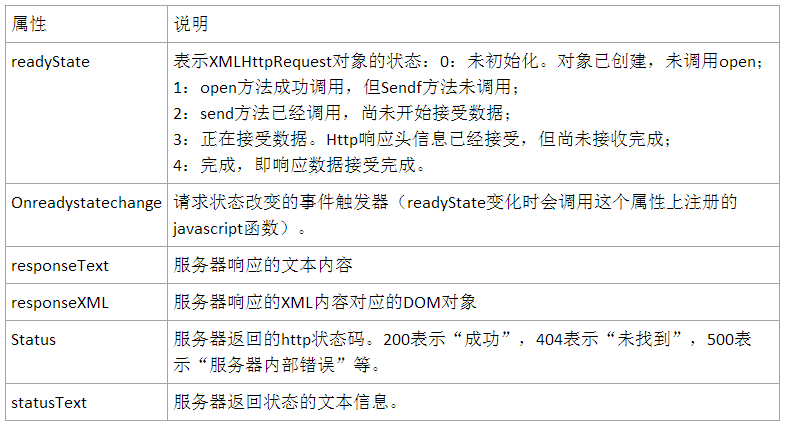 属性 说明
readyState 表示XMLHttpRequest对象的状态：0：未初始化。对象已创建，未调用open；
1：open方法成功调用，但Sendf方法未调用；
2：send方法已经调用，尚未开始接受数据；
3：正在接受数据。Http响应头信息已经接受，但尚未接收完成；
4：完成，即响应数据接受完成。
Onreadystatechange 请求状态改变的事件触发器（readyState变化时会调用这个属性上注册的
javascript函数）。
responseText 服务器响应的文本内容
responseXML 服务器响应的XML内容对应的DOM对象
Status 服务器返回的http状态码。200表示“成功”，404表示“未找到”，500表
示“服务器内部错误”等。
statusText 服务器返回状态的文本信息。